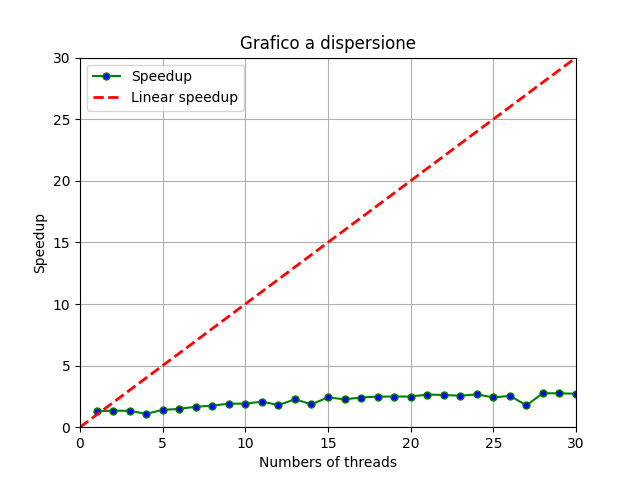 Grafico a dispersione
Speedup
Linear speedup
Speedup
30
25
20
15
10
5
0
0 5 10 15 20 25 30
Numbers of threads